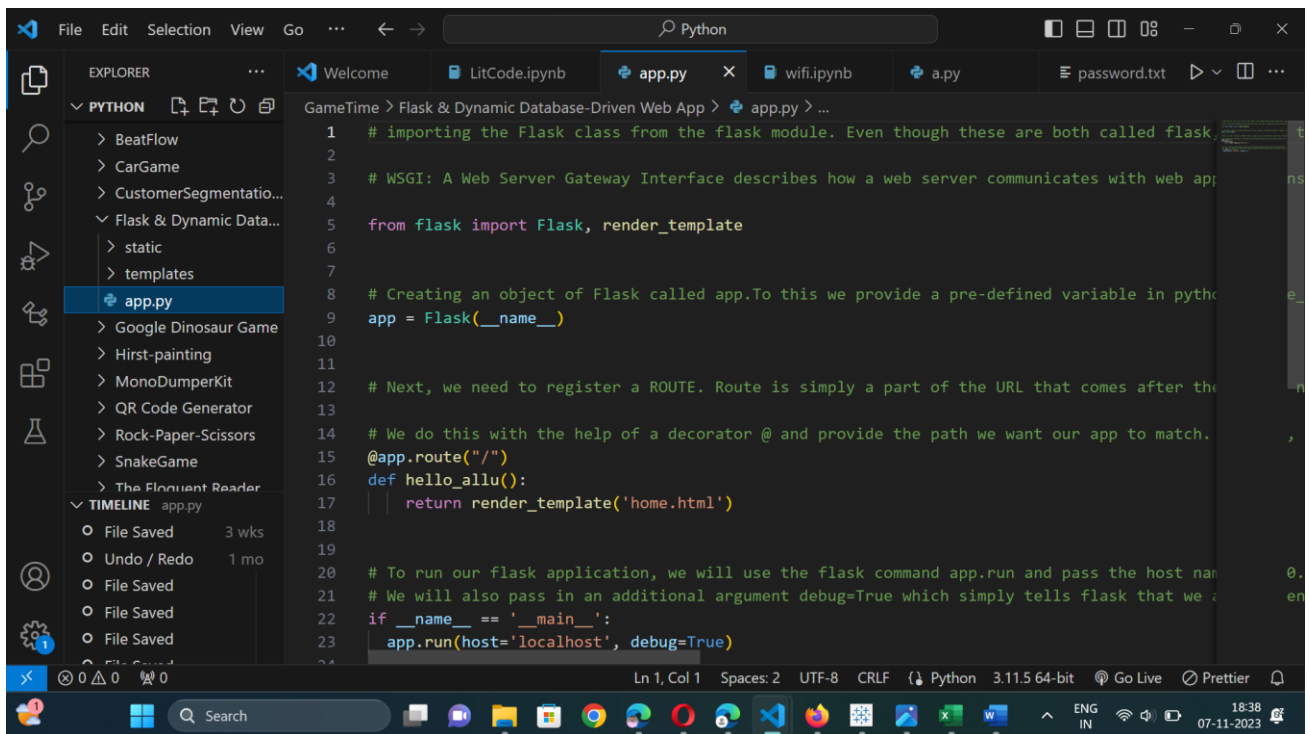 File Edit Selection View Go ··· Python
EXPLORER ···
Welcome LitCode.ipynb app.py wifi.ipynb a.py password.txt ···
PYTHON
GameTime > Flask & Dynamic Database-Driven Web App > app.py > ...
> BeatFlow
> CarGame
> CustomerSegmentatio...
Flask & Dynamic Data...
> static
> templates
app.py
> Google Dinosaur Game
> Hirst-painting
> MonoDumperKit
> QR Code Generator
> Rock-Paper-Scissors
> SnakeGame
> The Eloquent Reader
TIMELINE app.py
File Saved 3 wks
Undo / Redo 1 mo
File Saved
File Saved
File Saved
File Saved
1 # importing the Flask class from the flask module. Even though these are both called flask,
2
3 # WSGI: A Web Server Gateway Interface describes how a web server communicates with web app
4
5 from flask import Flask, render_template
6
7
8 # Creating an object of Flask called app.To this we provide a pre-defined variable in pytho
9 app = Flask(__name__)
10
11
12 # Next, we need to register a ROUTE. Route is simply a part of the URL that comes after the
13
14 # We do this with the help of a decorator @ and provide the path we want our app to match.
15 @app.route("/")
16 def hello_allu():
17 return render_template('home.html')
18
19
20 # To run our flask application, we will use the flask command app.run and pass the host nam
21 # We will also pass in an additional argument debug=True which simply tells flask that we a
22 if __name__ == '__main__':
23 app.run(host='localhost', debug=True)
24
1
0 0 0 Ln 1, Col 1 Spaces: 2 UTF-8 CRLF Python 3.11.5 64-bit Go Live Prettier
1 Search ENG 18:38
IN 07-11-2023